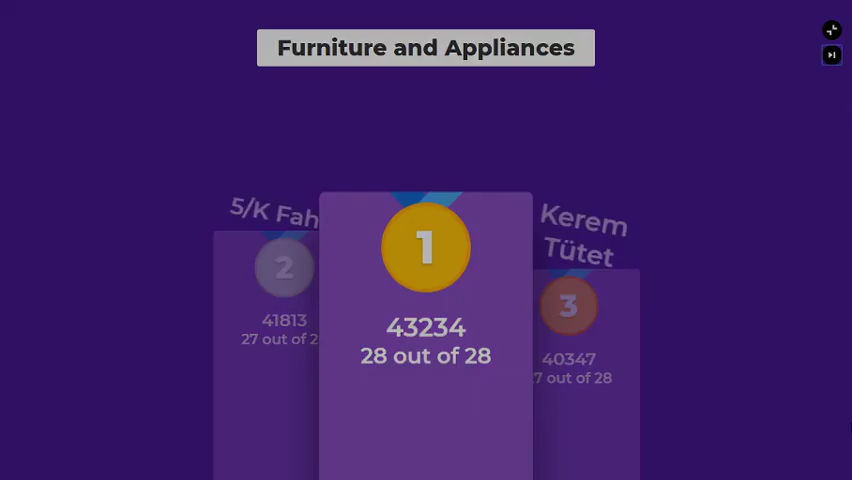 Furniture and Appliances
5/K Fah
Kerem
Tütet
1
2
3
43234
28 out of 28
41813
27 out of 2
40347
7 out of 28